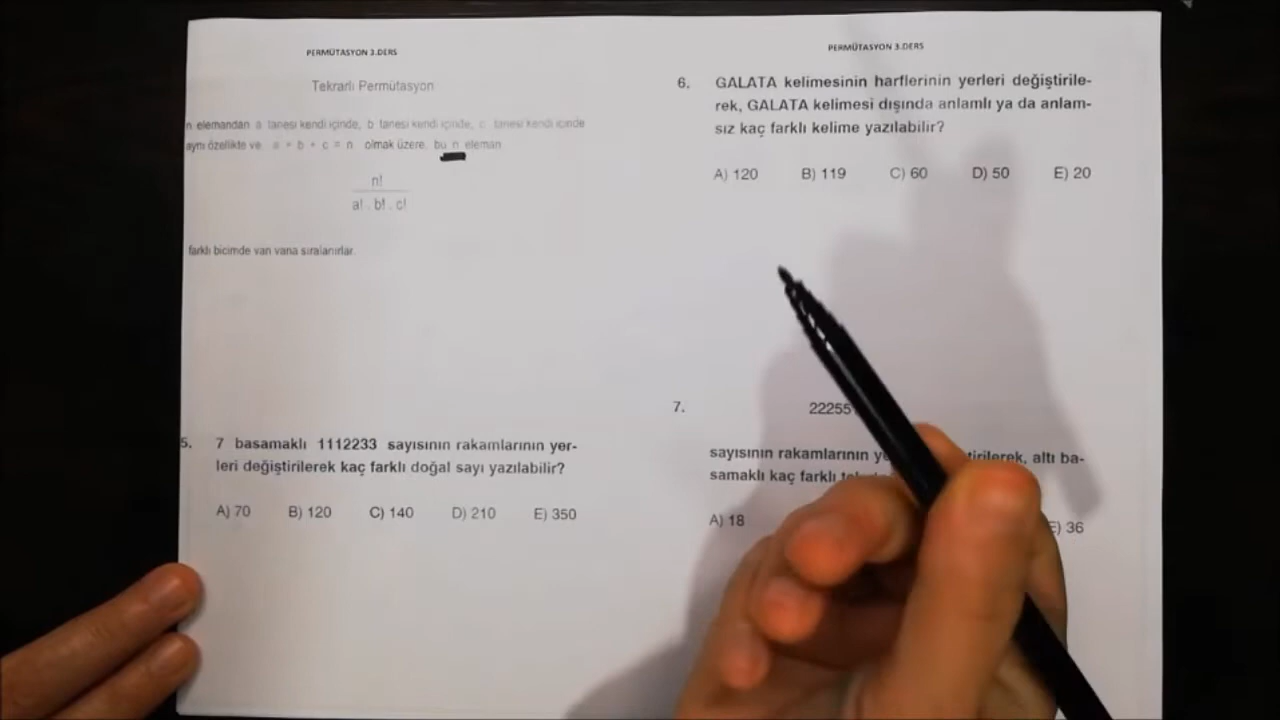 PERMÜTASYON 3.DERS
Tekrarlı Permütasyon
n elemandan a tanesi kendi içinde, b tanesi kendi içinde, c tanesi kendi içinde
aynı özellikte ve a + b + c = n olmak üzere, bu n eleman
n!
a! . b! . c!
farklı biçimde yan yana sıralanırlar.
5. 7 basamaklı 1112233 sayısının rakamlarının yer-
leri değiştirilerek kaç farklı doğal sayı yazılabilir?
A) 70 B) 120 C) 140 D) 210 E) 350
PERMÜTASYON 3.DERS
6. GALATA kelimesinin harflerinin yerleri değiştirile-
rek, GALATA kelimesi dışında anlamlı ya da anlam-
sız kaç farklı kelime yazılabilir?
A) 120 B) 119 C) 60 D) 50 E) 20
7. 22255
sayısının rakamlarının altı ba-
samaklı kaç farklı
A) 18 E) 36